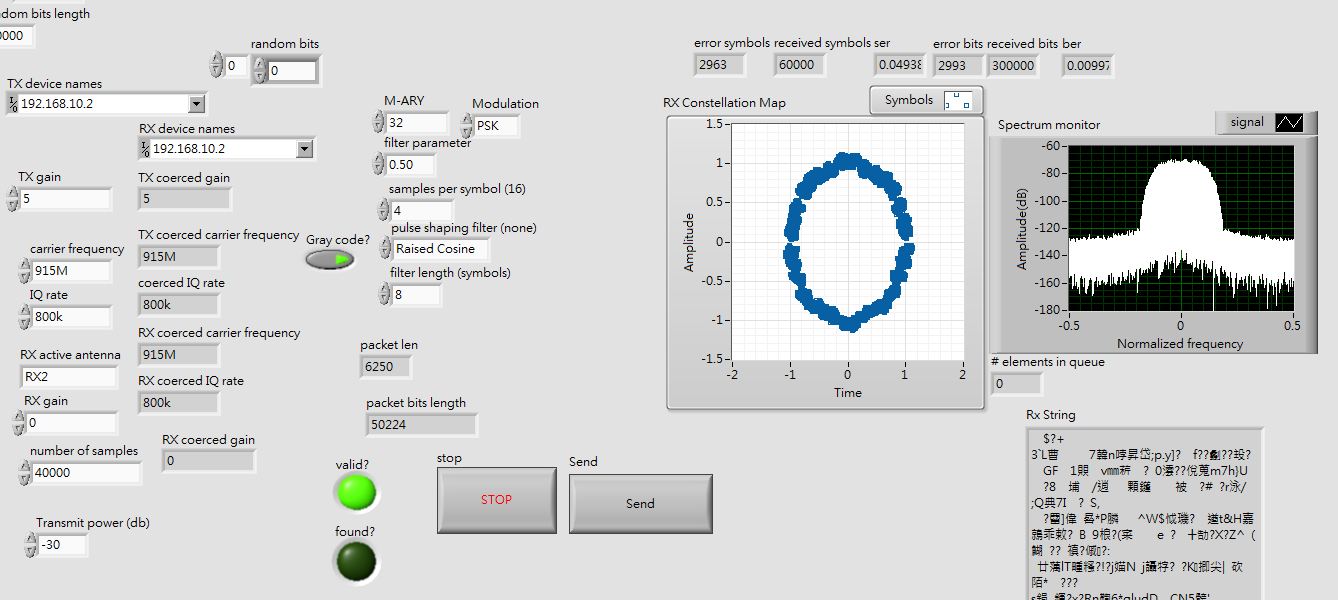 dom bits length
000
random bits
0
0
TX device names
192.168.10.2
RX device names
192.168.10.2
TX gain
5
TX coerced gain
5
carrier frequency
915M
TX coerced carrier frequency
915M
IQ rate
800k
coerced IQ rate
800k
RX coerced carrier frequency
915M
RX active antenna
RX2
RX coerced IQ rate
800k
RX gain
0
RX coerced gain
0
number of samples
40000
Transmit power (db)
-30
M-ARY
32
Modulation
PSK
filter parameter
0.50
samples per symbol (16)
4
pulse shaping filter (none)
Raised Cosine
Gray code?
filter length (symbols)
8
packet len
6250
packet bits length
50224
valid?
found?
stop
STOP
Send
Send
error symbols received symbols ser
2963 60000 0.0493
error bits received bits ber
2993 300000 0.0099
RX Constellation Map
Symbols
1.5
1
0.5
0
-0.5
-1
-1.5
-2 -1 0 1 2
Amplitude
Time
Spectrum monitor
signal
-60
-80
-100
-120
-140
-160
-180
-0.5 0 0.5
Amplitude(dB)
Normalized frequency
# elements in queue
0
Rx String
$?+